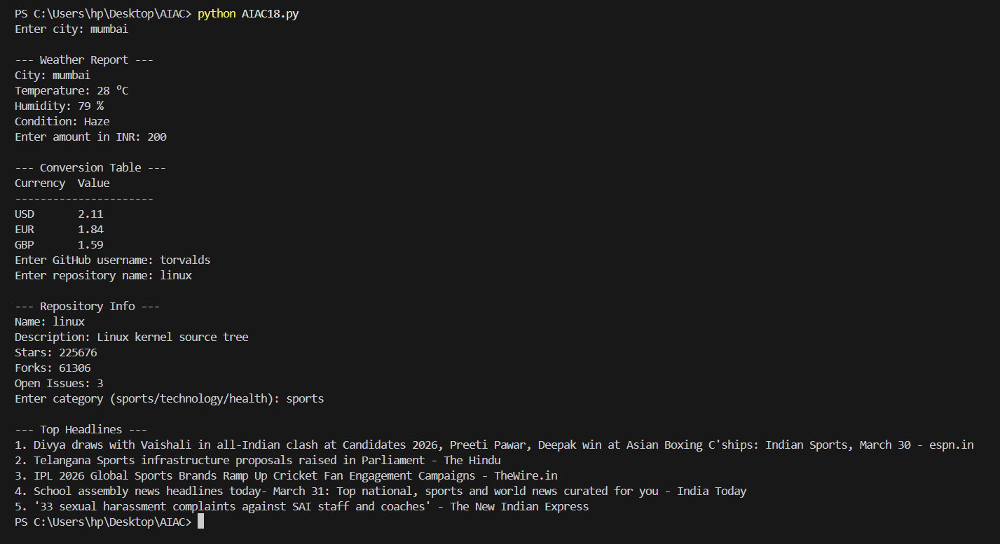 PS C:\Users\hp\Desktop\AIAC> python AIAC18.py
Enter city: mumbai
--- Weather Report ---
City: mumbai
Temperature: 28 °C
Humidity: 79 %
Condition: Haze
Enter amount in INR: 200
--- Conversion Table ---
Currency  Value
----------------------
USD       2.11
EUR       1.84
GBP       1.59
Enter GitHub username: torvalds
Enter repository name: linux
--- Repository Info ---
Name: linux
Description: Linux kernel source tree
Stars: 225676
Forks: 61306
Open Issues: 3
Enter category (sports/technology/health): sports
--- Top Headlines ---
1. Divya draws with Vaishali in all-Indian clash at Candidates 2026, Preeti Pawar, Deepak win at Asian Boxing C'ships: Indian Sports, March 30 - espn.in
2. Telangana Sports infrastructure proposals raised in Parliament - The Hindu
3. IPL 2026 Global Sports Brands Ramp Up Cricket Fan Engagement Campaigns - TheWire.in
4. School assembly news headlines today- March 31: Top national, sports and world news curated for you - India Today
5. '33 sexual harassment complaints against SAI staff and coaches' - The New Indian Express
PS C:\Users\hp\Desktop\AIAC>